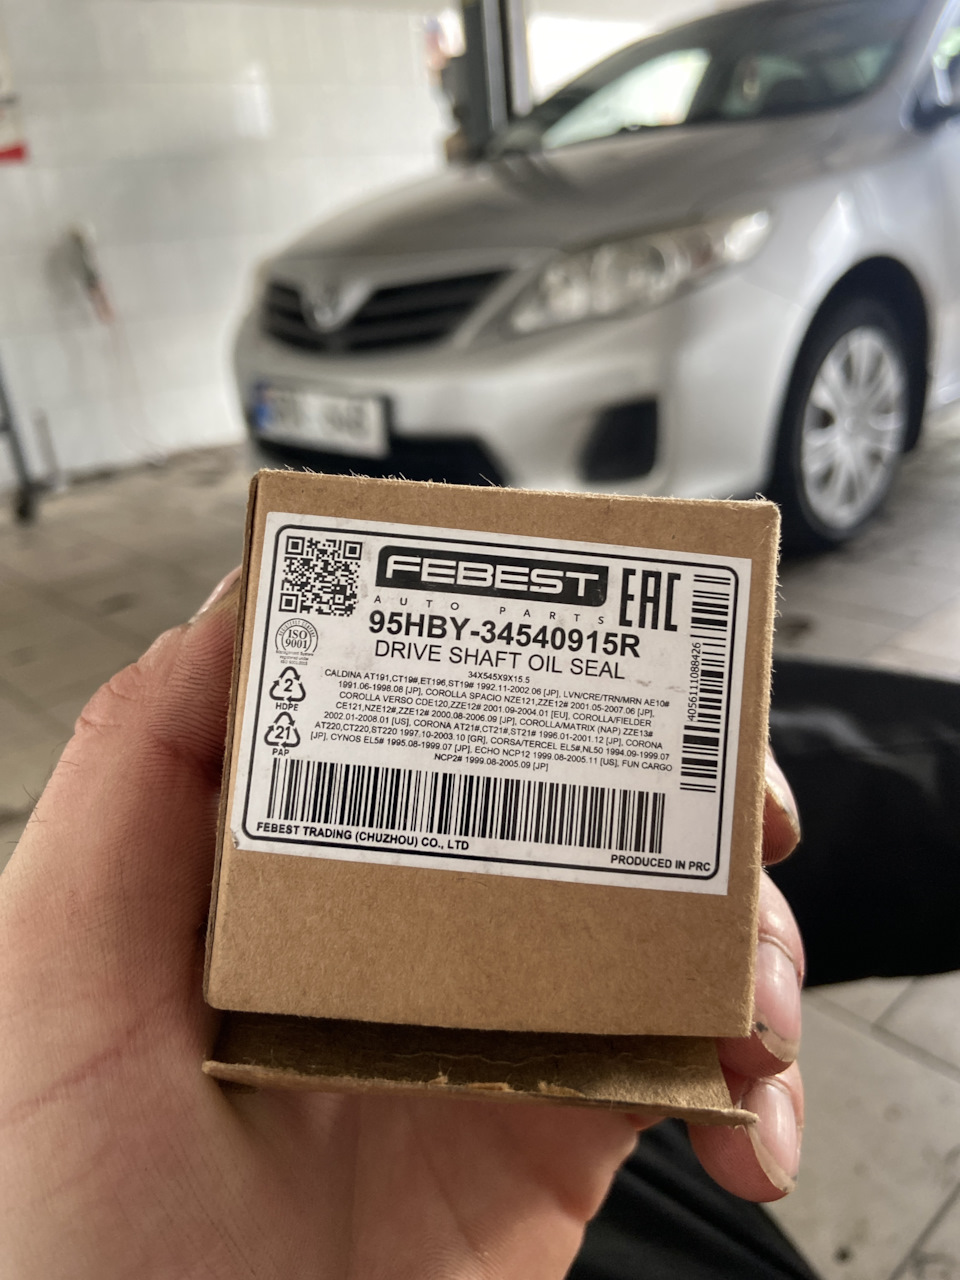 FEBEST
EAC
AUTO PARTS
95HBY-34540915R
DRIVE SHAFT OIL SEAL
34X545X9X15.5
CALDINA AT191,CT19#,ET196,ST19# 1992.11-2002.06 [JP], LVN/CRE/TRN/MRN AE10#
1991.06-1998.08 [JP], COROLLA SPACIO NZE121,ZZE12# 2001.05-2007.06 [JP],
COROLLA VERSO CDE120,ZZE12# 2001.09-2004.01 [EU], COROLLA/FIELDER
CE121,NZE12#,ZZE12# 2000.08-2006.09 [JP], COROLLA/MATRIX (NAP) ZZE13#
2002.01-2008.01 [US], CORONA AT21#,CT21#,ST21# 1996.01-2001.12 [JP], CORONA
AT220,CT220,ST220 1997.10-2003.10 [GR], CORSA/TERCEL EL5#,NL50 1994.09-1999.07
[JP], CYNOS EL5# 1995.08-1999.07 [JP], ECHO NCP12 1999.08-2005.11 [US], FUN CARGO
NCP2# 1999.08-2005.09 [JP]
ISO
9001
2
HDPE
21
PAP
4056111088426
FEBEST TRADING (CHUZHOU) CO., LTD
PRODUCED IN PRC